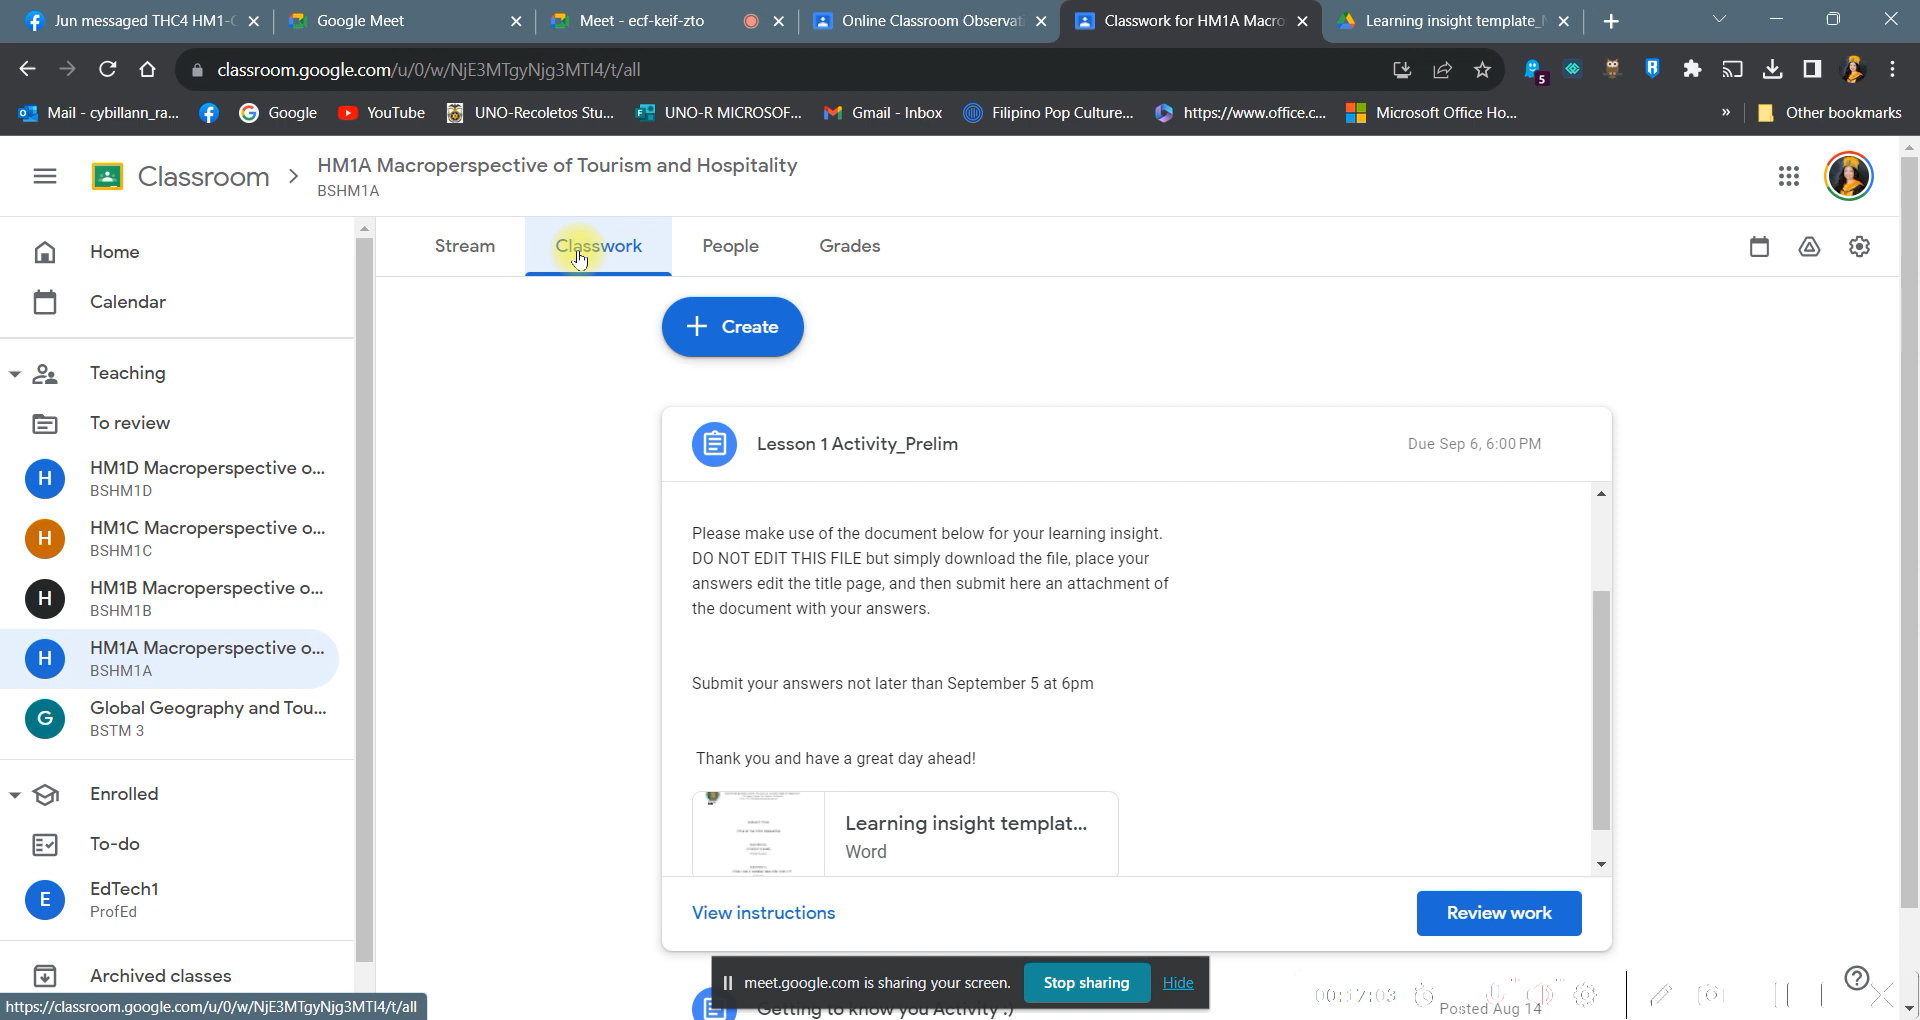 Jun messaged THC4 HM1-
Google Meet
Meet - ecf-keif-zto
Online Classroom Observat
Classwork for HM1A Macro
Learning insight template_
classroom.google.com/u/0/w/NjE3MTgyNjg3MTI4/t/all
5
Mail - cybillann_ra...
Google
YouTube
UNO-Recoletos Stu...
UNO-R MICROSOF...
Gmail - Inbox
Filipino Pop Culture...
https://www.office.c...
Microsoft Office Ho...
»
Other bookmarks
Classroom
HM1A Macroperspective of Tourism and Hospitality
BSHM1A
Stream
Classwork
People
Grades
Home
Calendar
Teaching
To review
H
HM1D Macroperspective o...
BSHM1D
H
HM1C Macroperspective o...
BSHM1C
H
HM1B Macroperspective o...
BSHM1B
H
HM1A Macroperspective o...
BSHM1A
G
Global Geography and Tou...
BSTM 3
Enrolled
To-do
E
EdTech1
ProfEd
Archived classes
https://classroom.google.com/u/0/w/NjE3MTgyNjg3MTI4/t/all
+ Create
Lesson 1 Activity_Prelim
Due Sep 6, 6:00 PM
Please make use of the document below for your learning insight.
DO NOT EDIT THIS FILE but simply download the file, place your
answers edit the title page, and then submit here an attachment of
the document with your answers.
Submit your answers not later than September 5 at 6pm
Thank you and have a great day ahead!
Learning insight templat...
Word
View instructions
Review work
meet.google.com is sharing your screen.
Stop sharing
Hide
Getting to know you Activity :)
Posted Aug 14
00:17:03